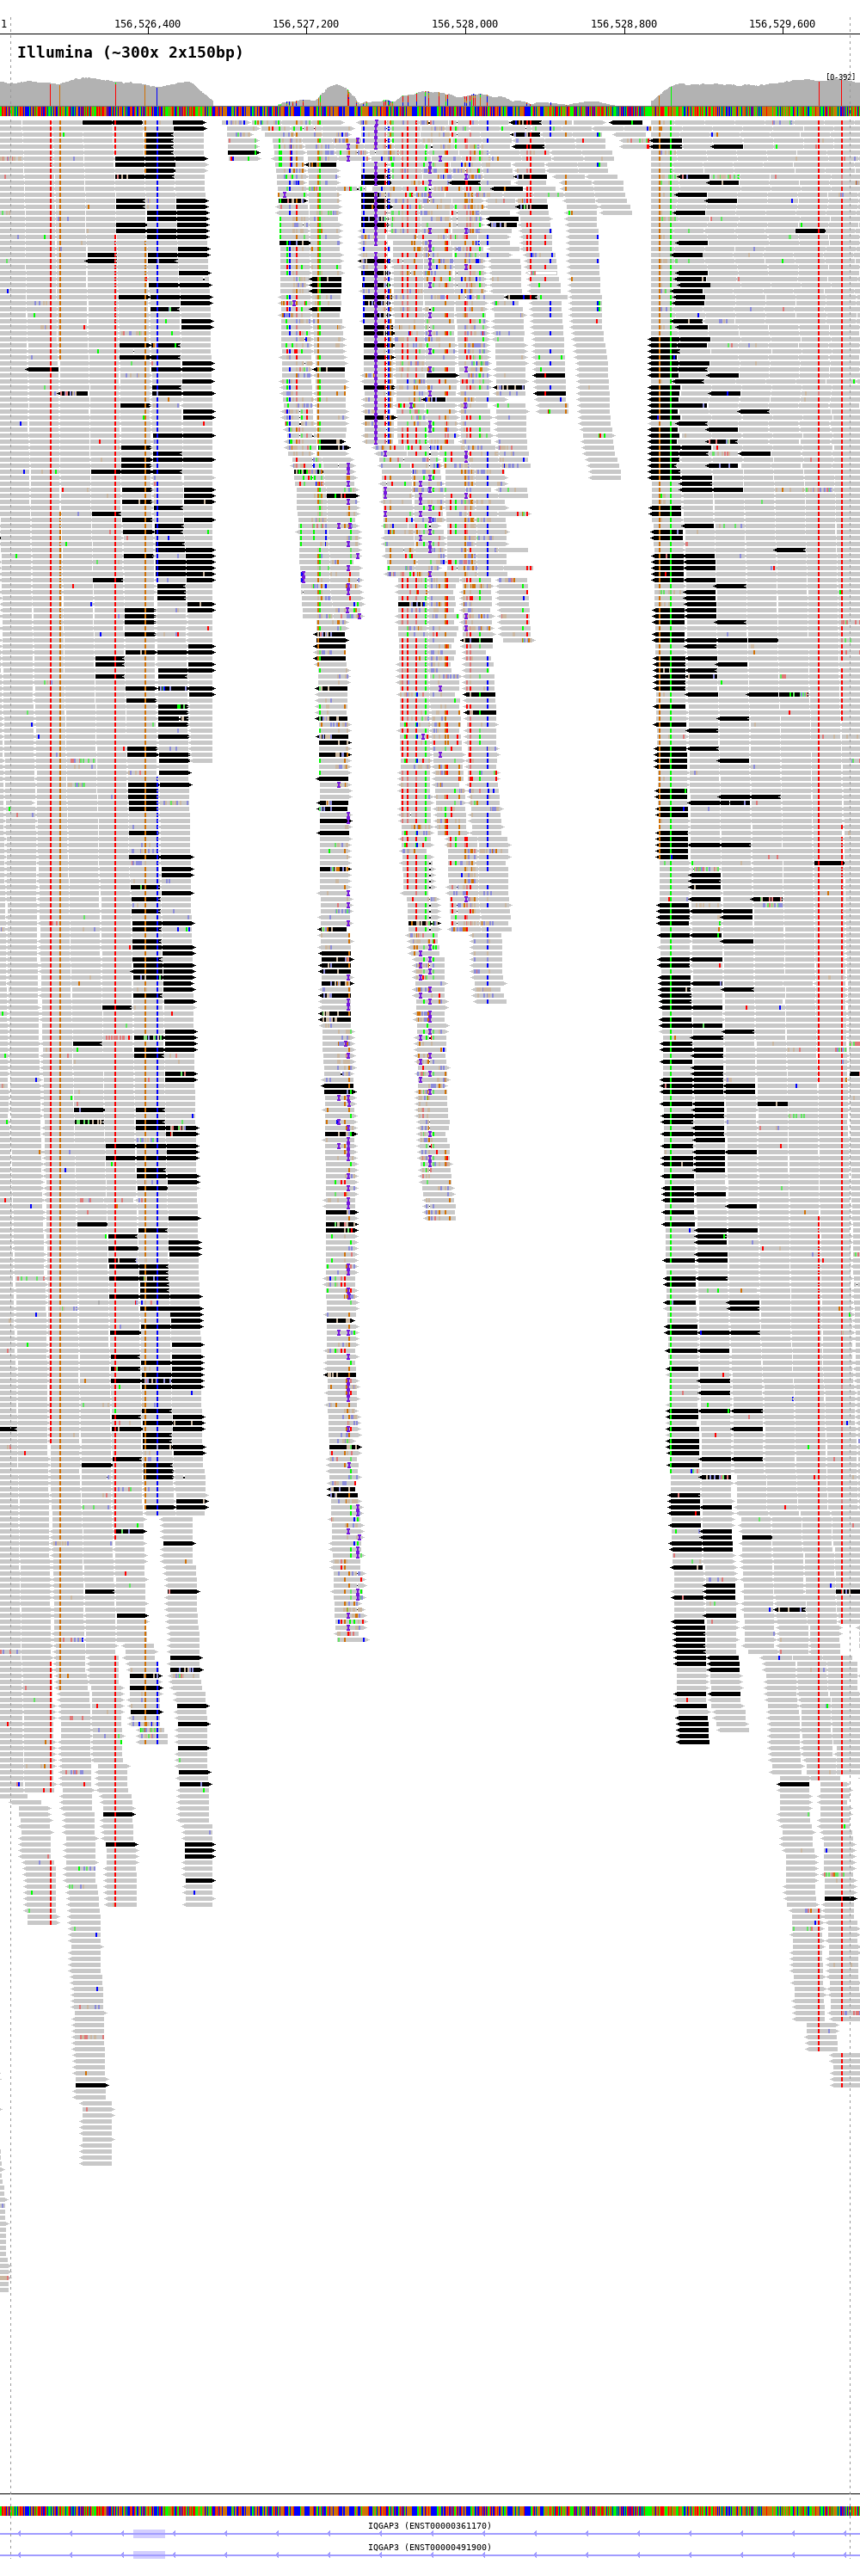 1 156,526,400 156,527,200 156,528,000 156,528,800 156,529,600
Illumina (~300x 2x150bp)
[0-392]
IQGAP3 (ENST00000361170)
IQGAP3 (ENST00000491900)